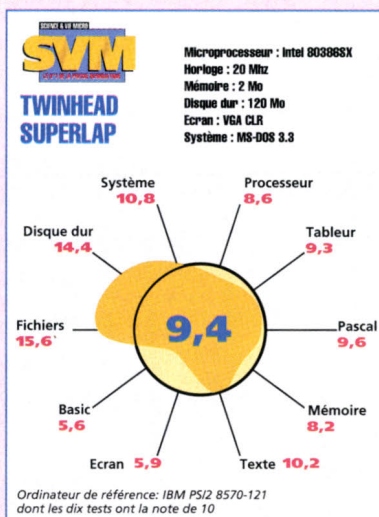 SCIENCE & VIE MICRO
SVM
TWINHEAD
SUPERLAP
Microprocesseur : Intel 80386SX
Horloge : 20 Mhz
Mémoire : 2 Mo
Disque dur : 120 Mo
Ecran : VGA CLR
Système : MS-DOS 3.3
Système
10,8
Processeur
8,6
Disque dur
14,4
Tableur
9,3
Fichiers
15,6
9,4
Pascal
9,6
Basic
5,6
Mémoire
8,2
Ecran 5,9
Texte 10,2
Ordinateur de référence: IBM PS/2 8570-121
dont les dix tests ont la note de 10